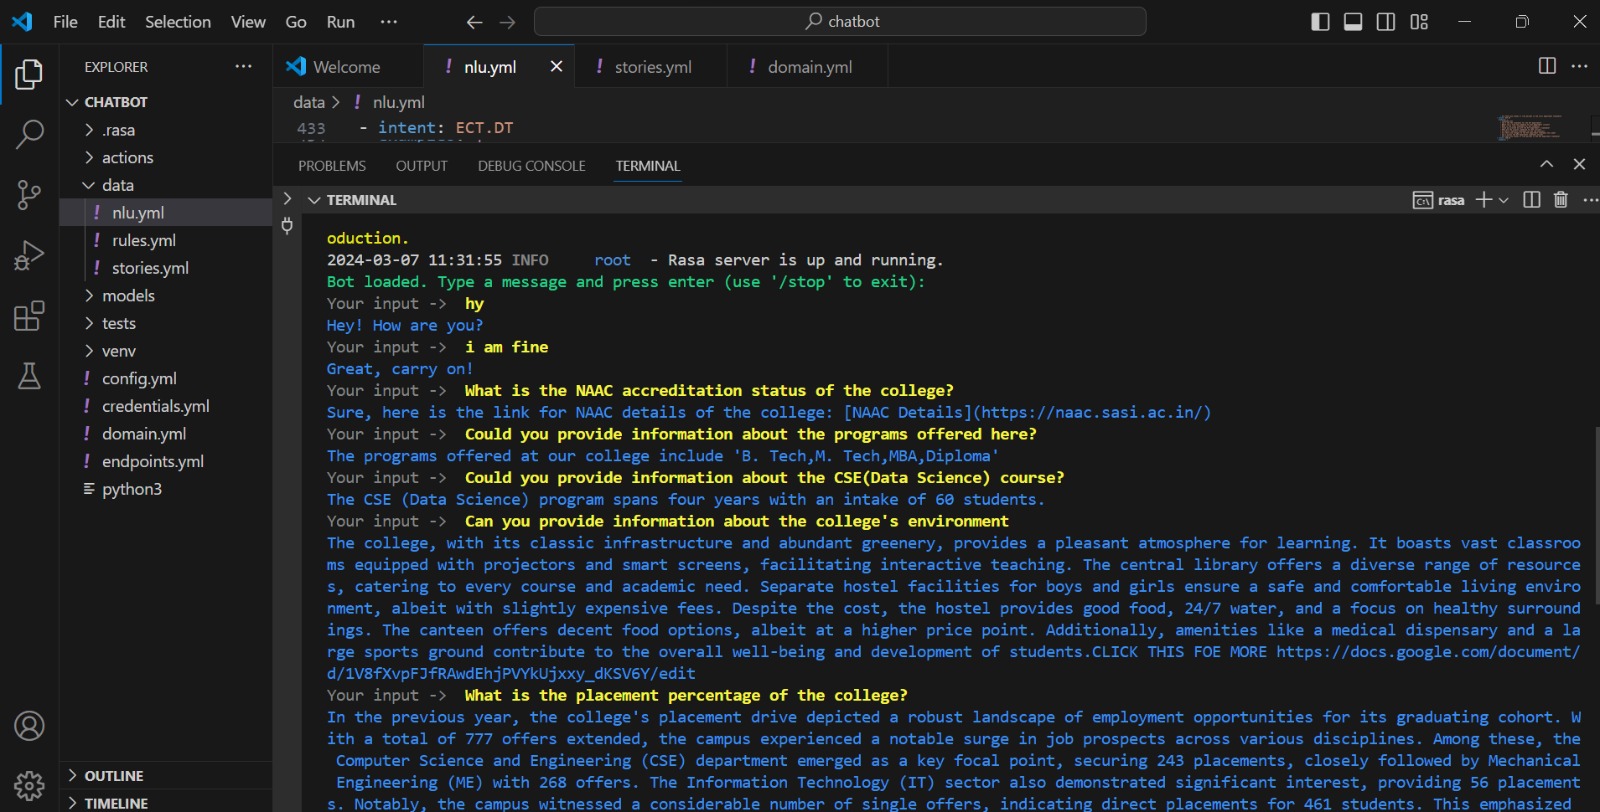 File Edit Selection View Go Run ··· chatbot
EXPLORER ···
Welcome nlu.yml stories.yml domain.yml
CHATBOT
.rasa
actions
data
nlu.yml
rules.yml
stories.yml
models
tests
venv
config.yml
credentials.yml
domain.yml
endpoints.yml
python3
OUTLINE
TIMELINE
data > ! nlu.yml
433 - intent: ECT.DT
PROBLEMS OUTPUT DEBUG CONSOLE TERMINAL
TERMINAL rasa
oduction.
2024-03-07 11:31:55 INFO root - Rasa server is up and running.
Bot loaded. Type a message and press enter (use '/stop' to exit):
Your input -> hy
Hey! How are you?
Your input -> i am fine
Great, carry on!
Your input -> What is the NAAC accreditation status of the college?
Sure, here is the link for NAAC details of the college: [NAAC Details](https://naac.sasi.ac.in/)
Your input -> Could you provide information about the programs offered here?
The programs offered at our college include 'B. Tech,M. Tech,MBA,Diploma'
Your input -> Could you provide information about the CSE(Data Science) course?
The CSE (Data Science) program spans four years with an intake of 60 students.
Your input -> Can you provide information about the college's environment
The college, with its classic infrastructure and abundant greenery, provides a pleasant atmosphere for learning. It boasts vast classroo
ms equipped with projectors and smart screens, facilitating interactive teaching. The central library offers a diverse range of resource
s, catering to every course and academic need. Separate hostel facilities for boys and girls ensure a safe and comfortable living enviro
nment, albeit with slightly expensive fees. Despite the cost, the hostel provides good food, 24/7 water, and a focus on healthy surround
ings. The canteen offers decent food options, albeit at a higher price point. Additionally, amenities like a medical dispensary and a la
rge sports ground contribute to the overall well-being and development of students.CLICK THIS FOE MORE https://docs.google.com/document/
d/1V8fXvpFJfRAwdEhjPVYkUjxxy_dKSV6Y/edit
Your input -> What is the placement percentage of the college?
In the previous year, the college's placement drive depicted a robust landscape of employment opportunities for its graduating cohort. W
ith a total of 777 offers extended, the campus experienced a notable surge in job prospects across various disciplines. Among these, the
Computer Science and Engineering (CSE) department emerged as a key focal point, securing 243 placements, closely followed by Mechanical
Engineering (ME) with 268 offers. The Information Technology (IT) sector also demonstrated significant interest, providing 56 placement
s. Notably, the campus witnessed a considerable number of single offers, indicating direct placements for 461 students. This emphasized